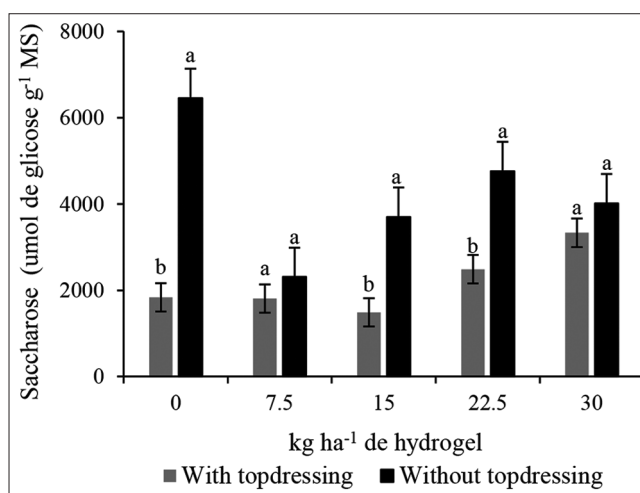 Saccharose (umol de glicose g⁻¹ MS)
8000
6000
4000
2000
0
a
b
a
a
b
a
b
a
a
a
0 7.5 15 22.5 30
kg ha⁻¹ de hydrogel
With topdressing Without topdressing